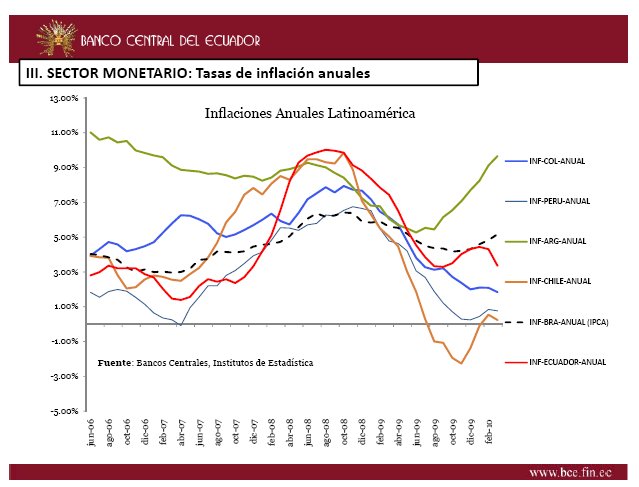 BANCO CENTRAL DEL ECUADOR
III. SECTOR MONETARIO: Tasas de inflación anuales
Inflaciones Anuales Latinoamérica
13.00%
11.00%
9.00%
7.00%
5.00%
3.00%
1.00%
-1.00%
-3.00%
-5.00%
INF-COL-ANUAL
INF-PERU-ANUAL
INF-ARG-ANUAL
INF-CHILE-ANUAL
INF-BRA-ANUAL (IPCA)
INF-ECUADOR-ANUAL
Fuente: Bancos Centrales, Institutos de Estadística
jun-06
ago-06
oct-06
dic-06
feb-07
abr-07
jun-07
ago-07
oct-07
dic-07
feb-08
abr-08
jun-08
ago-08
oct-08
dic-08
feb-09
abr-09
jun-09
ago-09
oct-09
dic-09
feb-10
www.bce.fin.ec